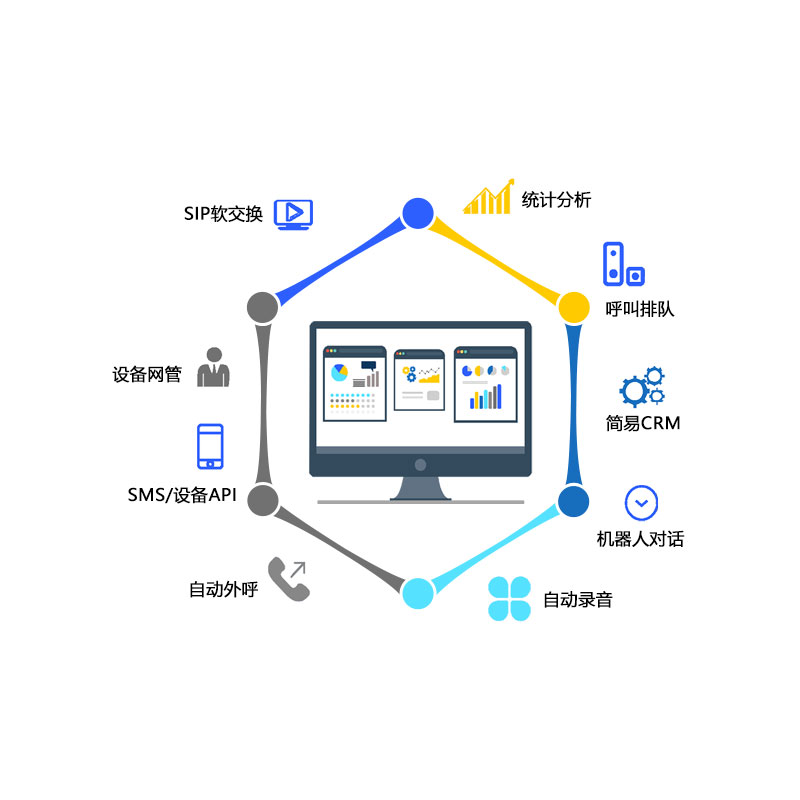 SIP软交换
统计分析
呼叫排队
设备网管
简易CRM
SMS/设备API
机器人对话
自动外呼
自动录音